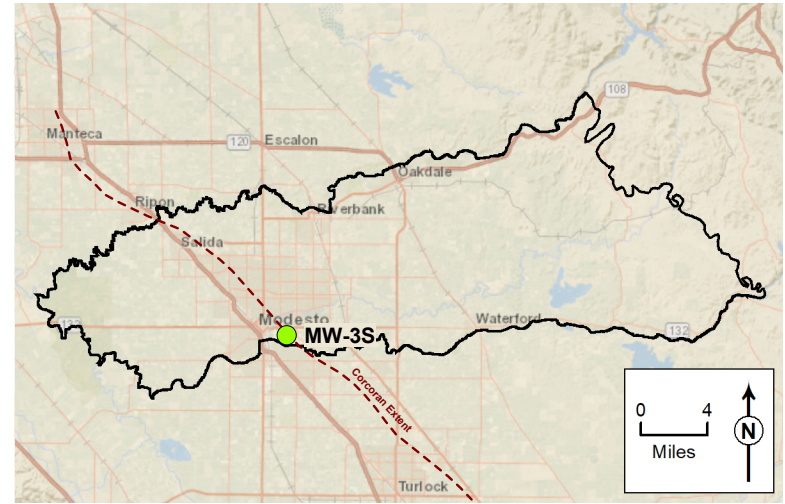 108
Manteca
120
Escalon
Oakdale
Ripon
Riverbank
Salida
Modesto
Waterford
132
132
MW-3S
Corcoran Extent
Turlock
0 4
Miles
N